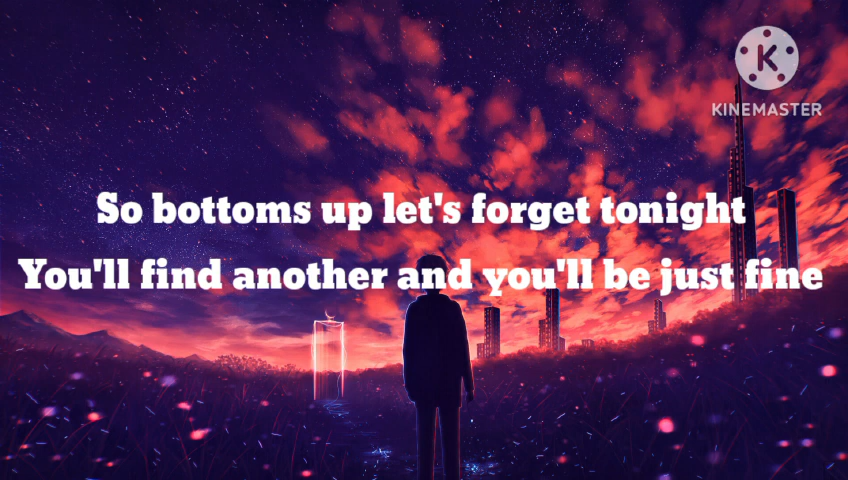 KINEMASTER
So bottoms up let's forget tonight
You'll find another and you'll be just fine